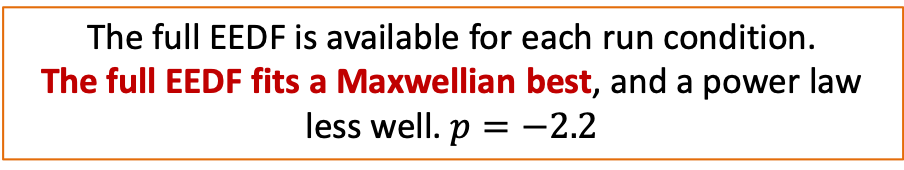 The full EEDF is available for each run condition.
The full EEDF fits a Maxwellian best, and a power law
less well. p = −2.2